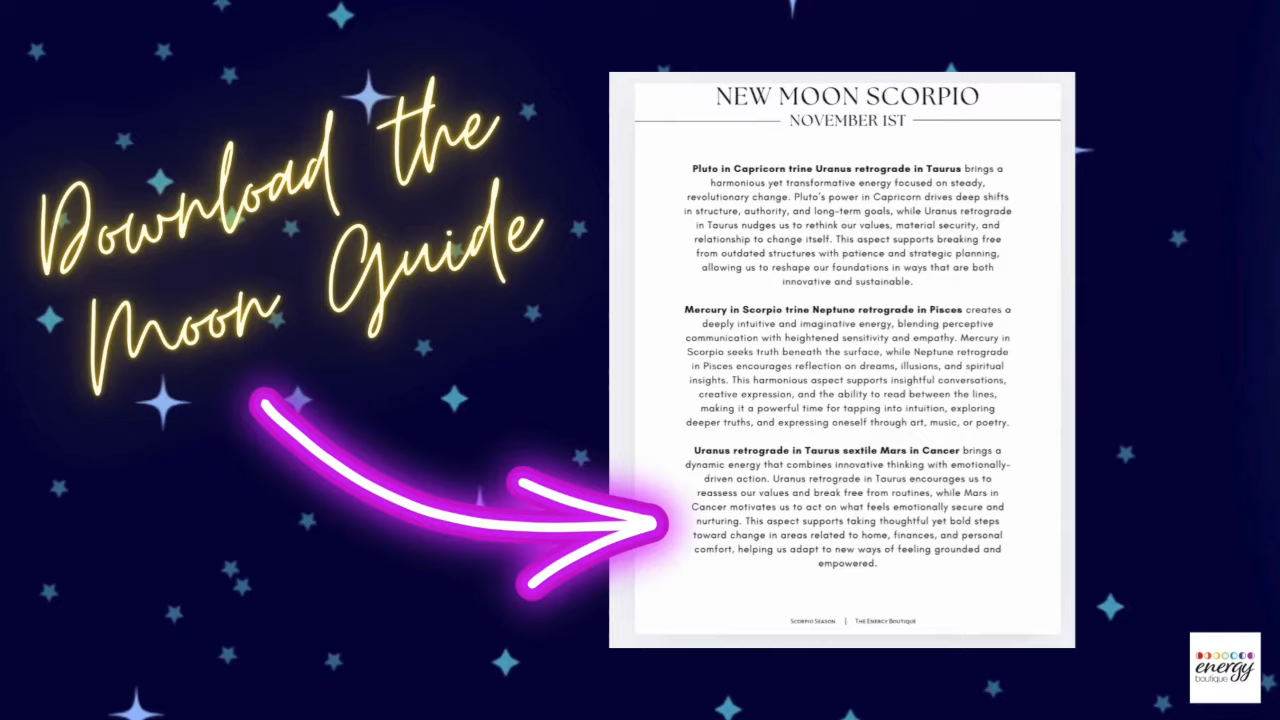 Download the
Moon Guide
NEW MOON SCORPIO
NOVEMBER 1ST
Pluto in Capricorn trine Uranus retrograde in Taurus brings a
harmonious yet transformative energy focused on steady,
revolutionary change. Pluto's power in Capricorn drives deep shifts
in structure, authority, and long-term goals, while Uranus retrograde
in Taurus nudges us to rethink our values, material security, and
relationship to change itself. This aspect supports breaking free
from outdated structures with patience and strategic planning,
allowing us to reshape our foundations in ways that are both
innovative and sustainable.
Mercury in Scorpio trine Neptune retrograde in Pisces creates a
deeply intuitive and imaginative energy, blending perceptive
communication with heightened sensitivity and empathy. Mercury in
Scorpio seeks truth beneath the surface, while Neptune retrograde
in Pisces encourages reflection on dreams, illusions, and spiritual
insights. This harmonious aspect supports insightful conversations,
creative expression, and the ability to read between the lines,
making it a powerful time for tapping into intuition, exploring
deeper truths, and expressing oneself through art, music, or poetry.
Uranus retrograde in Taurus sextile Mars in Cancer brings a
dynamic energy that combines innovative thinking with emotionally-
driven action. Uranus retrograde in Taurus encourages us to
reassess our values and break free from routines, while Mars in
Cancer motivates us to act on what feels emotionally secure and
nurturing. This aspect supports taking thoughtful yet bold steps
toward change in areas related to home, finances, and personal
comfort, helping us adapt to new ways of feeling grounded and
empowered.
Scorpio Season | The Energy Boutique
energy
boutique